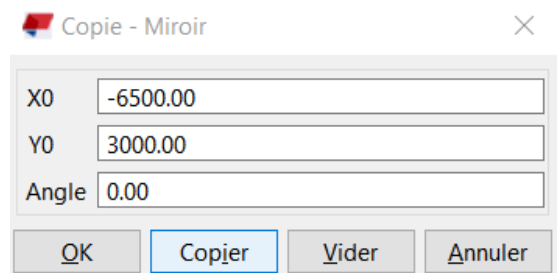 Copie - Miroir
X0 -6500.00
Y0 3000.00
Angle 0.00
OK Copier Vider Annuler